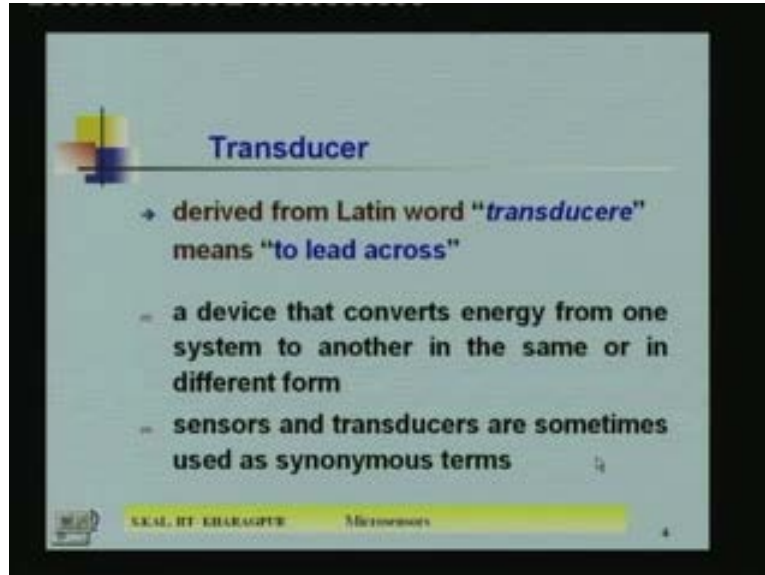 Transducer
derived from Latin word “transducere”
means “to lead across”
a device that converts energy from one
system to another in the same or in
different form
sensors and transducers are sometimes
used as synonymous terms
S.KAL, IIT- KHARAGPUR Microsensors
4